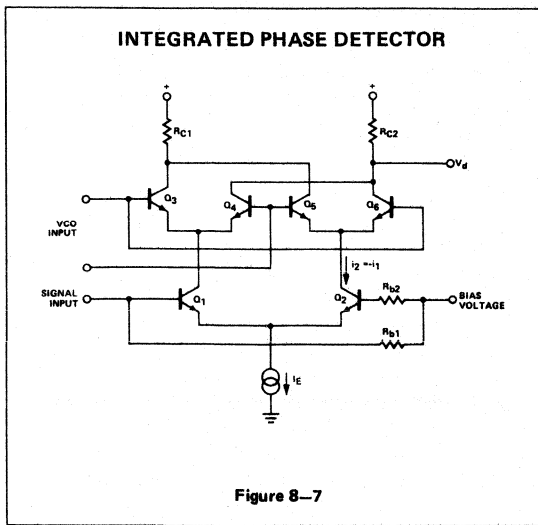 INTEGRATED PHASE DETECTOR
+
+
RC1
RC2
Vd
Q3
Q4
Q5
Q6
VCO
INPUT
i2 =-i1
SIGNAL
INPUT
Q1
Q2
Rb2
BIAS
VOLTAGE
Rb1
IE
Figure 8–7